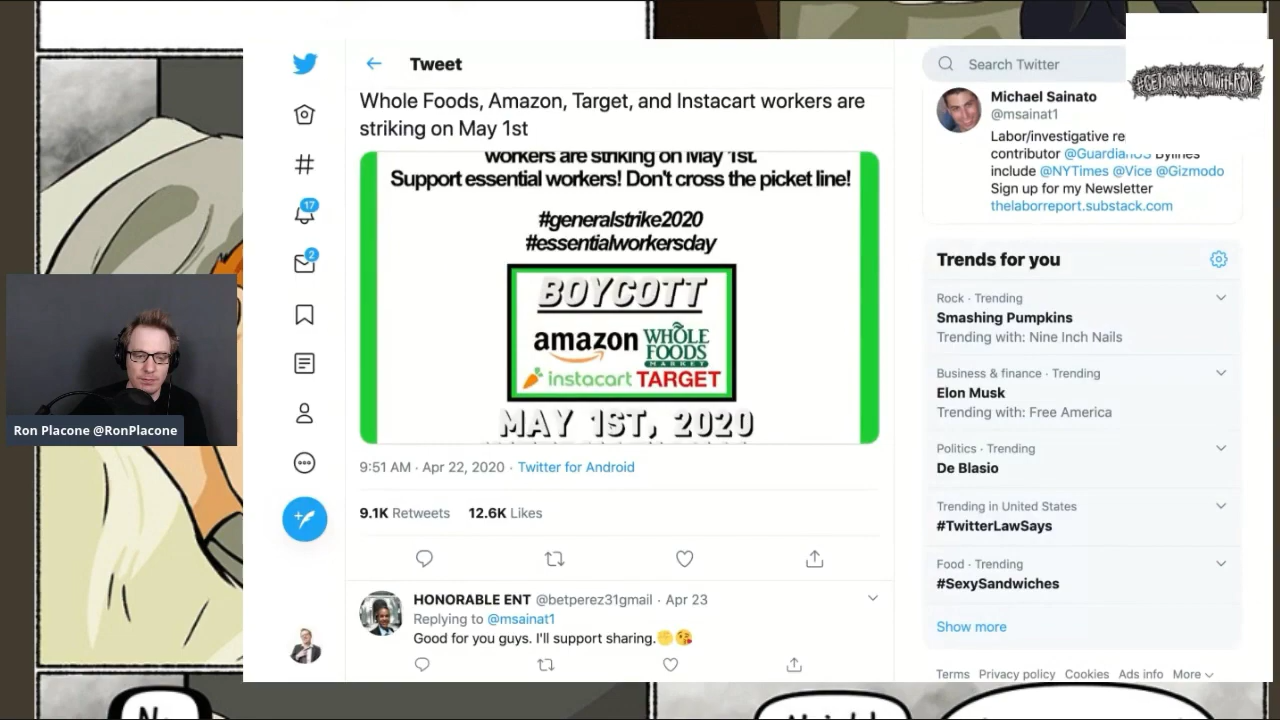 Tweet
Search Twitter
#GETYOURNEWSONWITHRON
Whole Foods, Amazon, Target, and Instacart workers are
striking on May 1st
workers are striking on May 1st.
Support essential workers! Don't cross the picket line!
#generalstrike2020
#essentialworkersday
BOYCOTT
amazon WHOLE
FOODS
MARKET
instacart TARGET
MAY 1ST, 2020
9:51 AM · Apr 22, 2020 · Twitter for Android
9.1K Retweets 12.6K Likes
HONORABLE ENT @betperez31gmail · Apr 23
Replying to @msainat1
Good for you guys. I'll support sharing.✊😘
17
2
Michael Sainato
@msainat1
Labor/investigative re
contributor @GuardianUS Bylines
include @NYTimes @Vice @Gizmodo
Sign up for my Newsletter
thelaborreport.substack.com
Trends for you
Rock · Trending
Smashing Pumpkins
Trending with: Nine Inch Nails
Business & finance · Trending
Elon Musk
Trending with: Free America
Politics · Trending
De Blasio
Trending in United States
#TwitterLawSays
Food · Trending
#SexySandwiches
Show more
Terms Privacy policy Cookies Ads info More
Ron Placone @RonPlacone